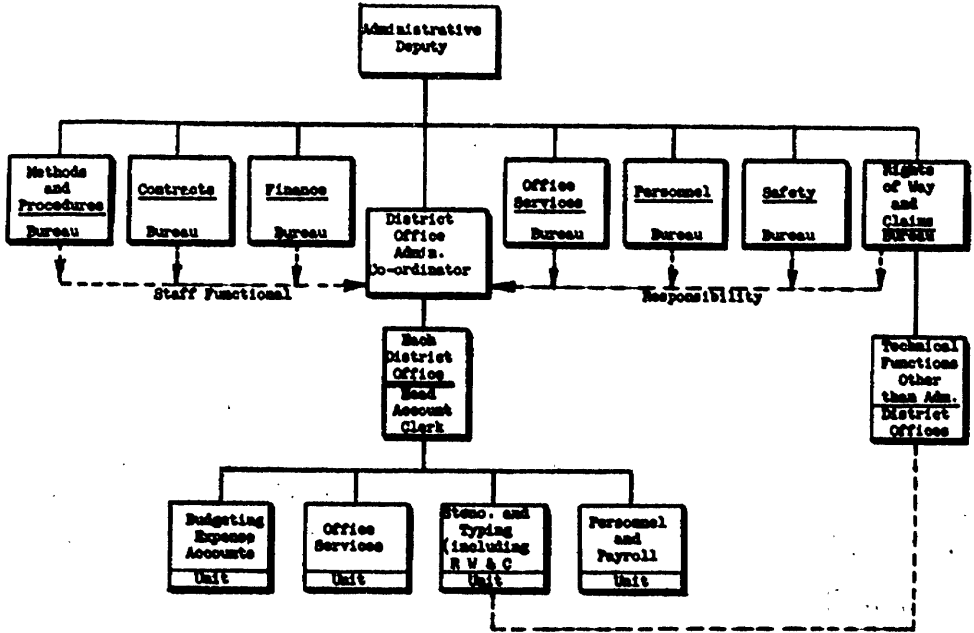 Administrative
Deputy
Methods
and
Procedures
Bureau
Contracts
Bureau
Finance
Bureau
District
Office
Admin.
Co-ordinator
Office
Services
Bureau
Personnel
Bureau
Safety
Bureau
Rights
of Way
and
Claims
Bureau
Staff Functional
Responsibility
Each
District
Office
Head
Account
Clerk
Technical
Functions
Other
than Adm.
District
Offices
Budgeting
Expense
Accounts
Unit
Office
Services
Unit
Steno. and
Typing
(including
R W & C
Unit
Personnel
and
Payroll
Unit